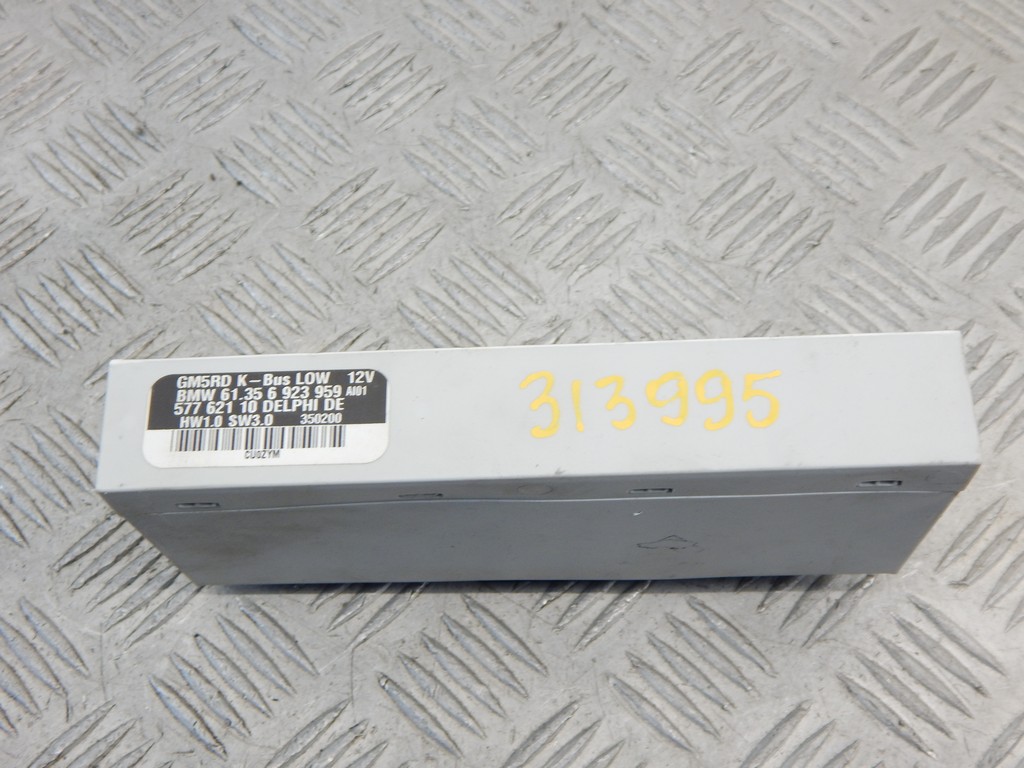 GM5RD K-Bus LOW 12V
BMW 61.35 6 923 959 AI01
577 621 10 DELPHI DE
HW1.0 SW3.0 350200
CU0ZYM
313995